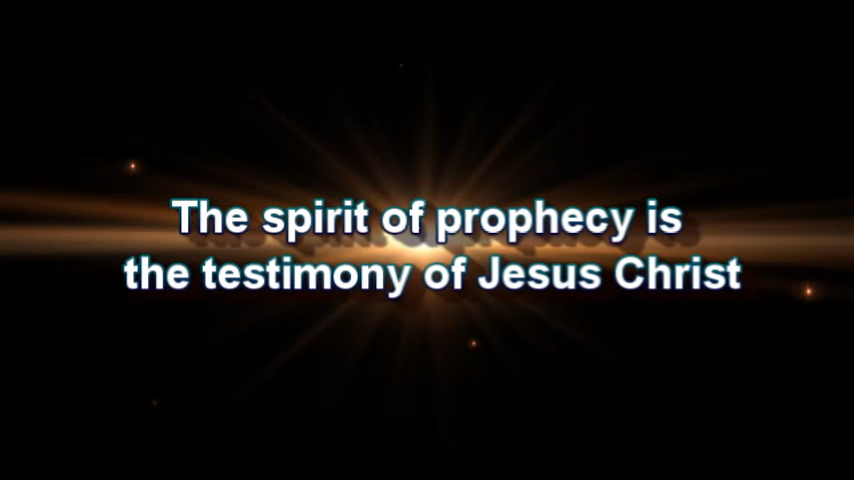 The spirit of prophecy is
the testimony of Jesus Christ